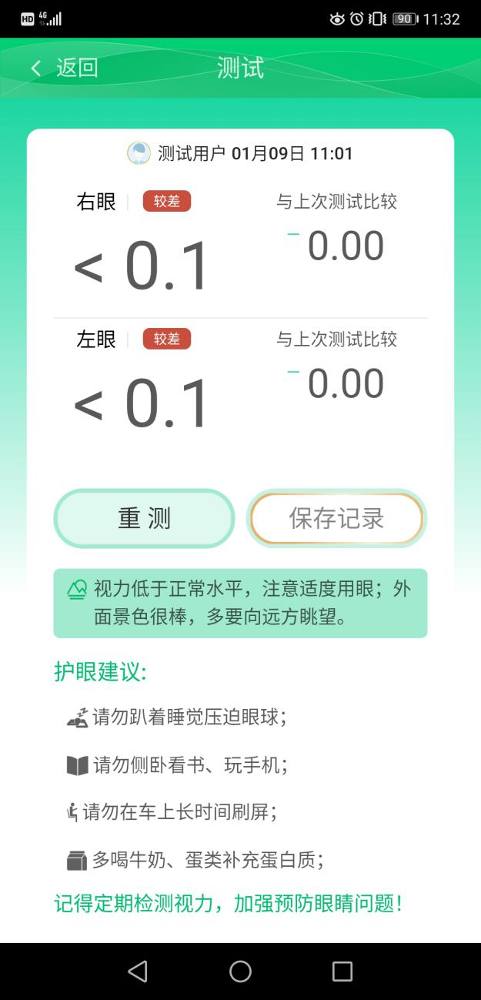 HD 4G 90 11:32
返回 测试
测试用户 01月09日 11:01
右眼 较差 与上次测试比较
< 0.1 - 0.00
左眼 较差 与上次测试比较
< 0.1 - 0.00
重测 保存记录
视力低于正常水平，注意适度用眼；外
面景色很棒，多要向远方眺望。
护眼建议:
请勿趴着睡觉压迫眼球；
请勿侧卧看书、玩手机；
请勿在车上长时间刷屏；
多喝牛奶、蛋类补充蛋白质；
记得定期检测视力，加强预防眼睛问题！